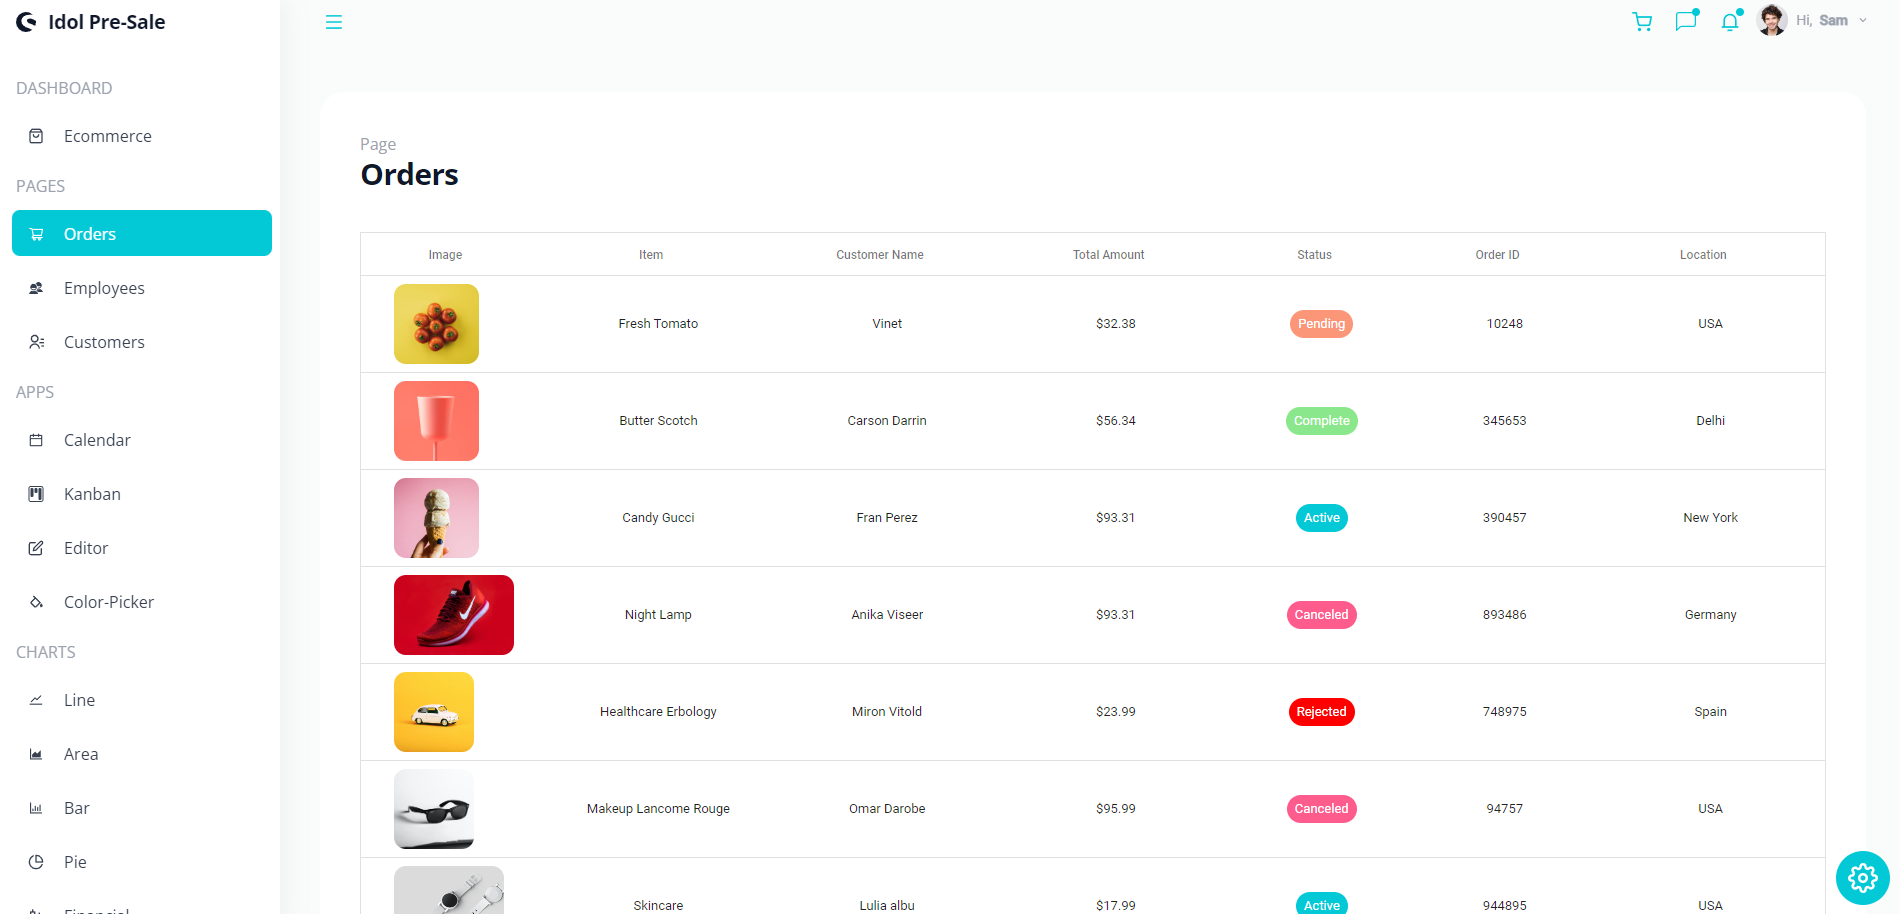 Idol Pre-Sale
Hi, Sam
DASHBOARD
Ecommerce
PAGES
Orders
Employees
Customers
APPS
Calendar
Kanban
Editor
Color-Picker
CHARTS
Line
Area
Bar
Pie
Financial
Page
Orders
Image Item Customer Name Total Amount Status Order ID Location
Fresh Tomato Vinet $32.38 Pending 10248 USA
Butter Scotch Carson Darrin $56.34 Complete 345653 Delhi
Candy Gucci Fran Perez $93.31 Active 390457 New York
Night Lamp Anika Viseer $93.31 Canceled 893486 Germany
Healthcare Erbology Miron Vitold $23.99 Rejected 748975 Spain
Makeup Lancome Rouge Omar Darobe $95.99 Canceled 94757 USA
Skincare Lulia albu $17.99 Active 944895 USA